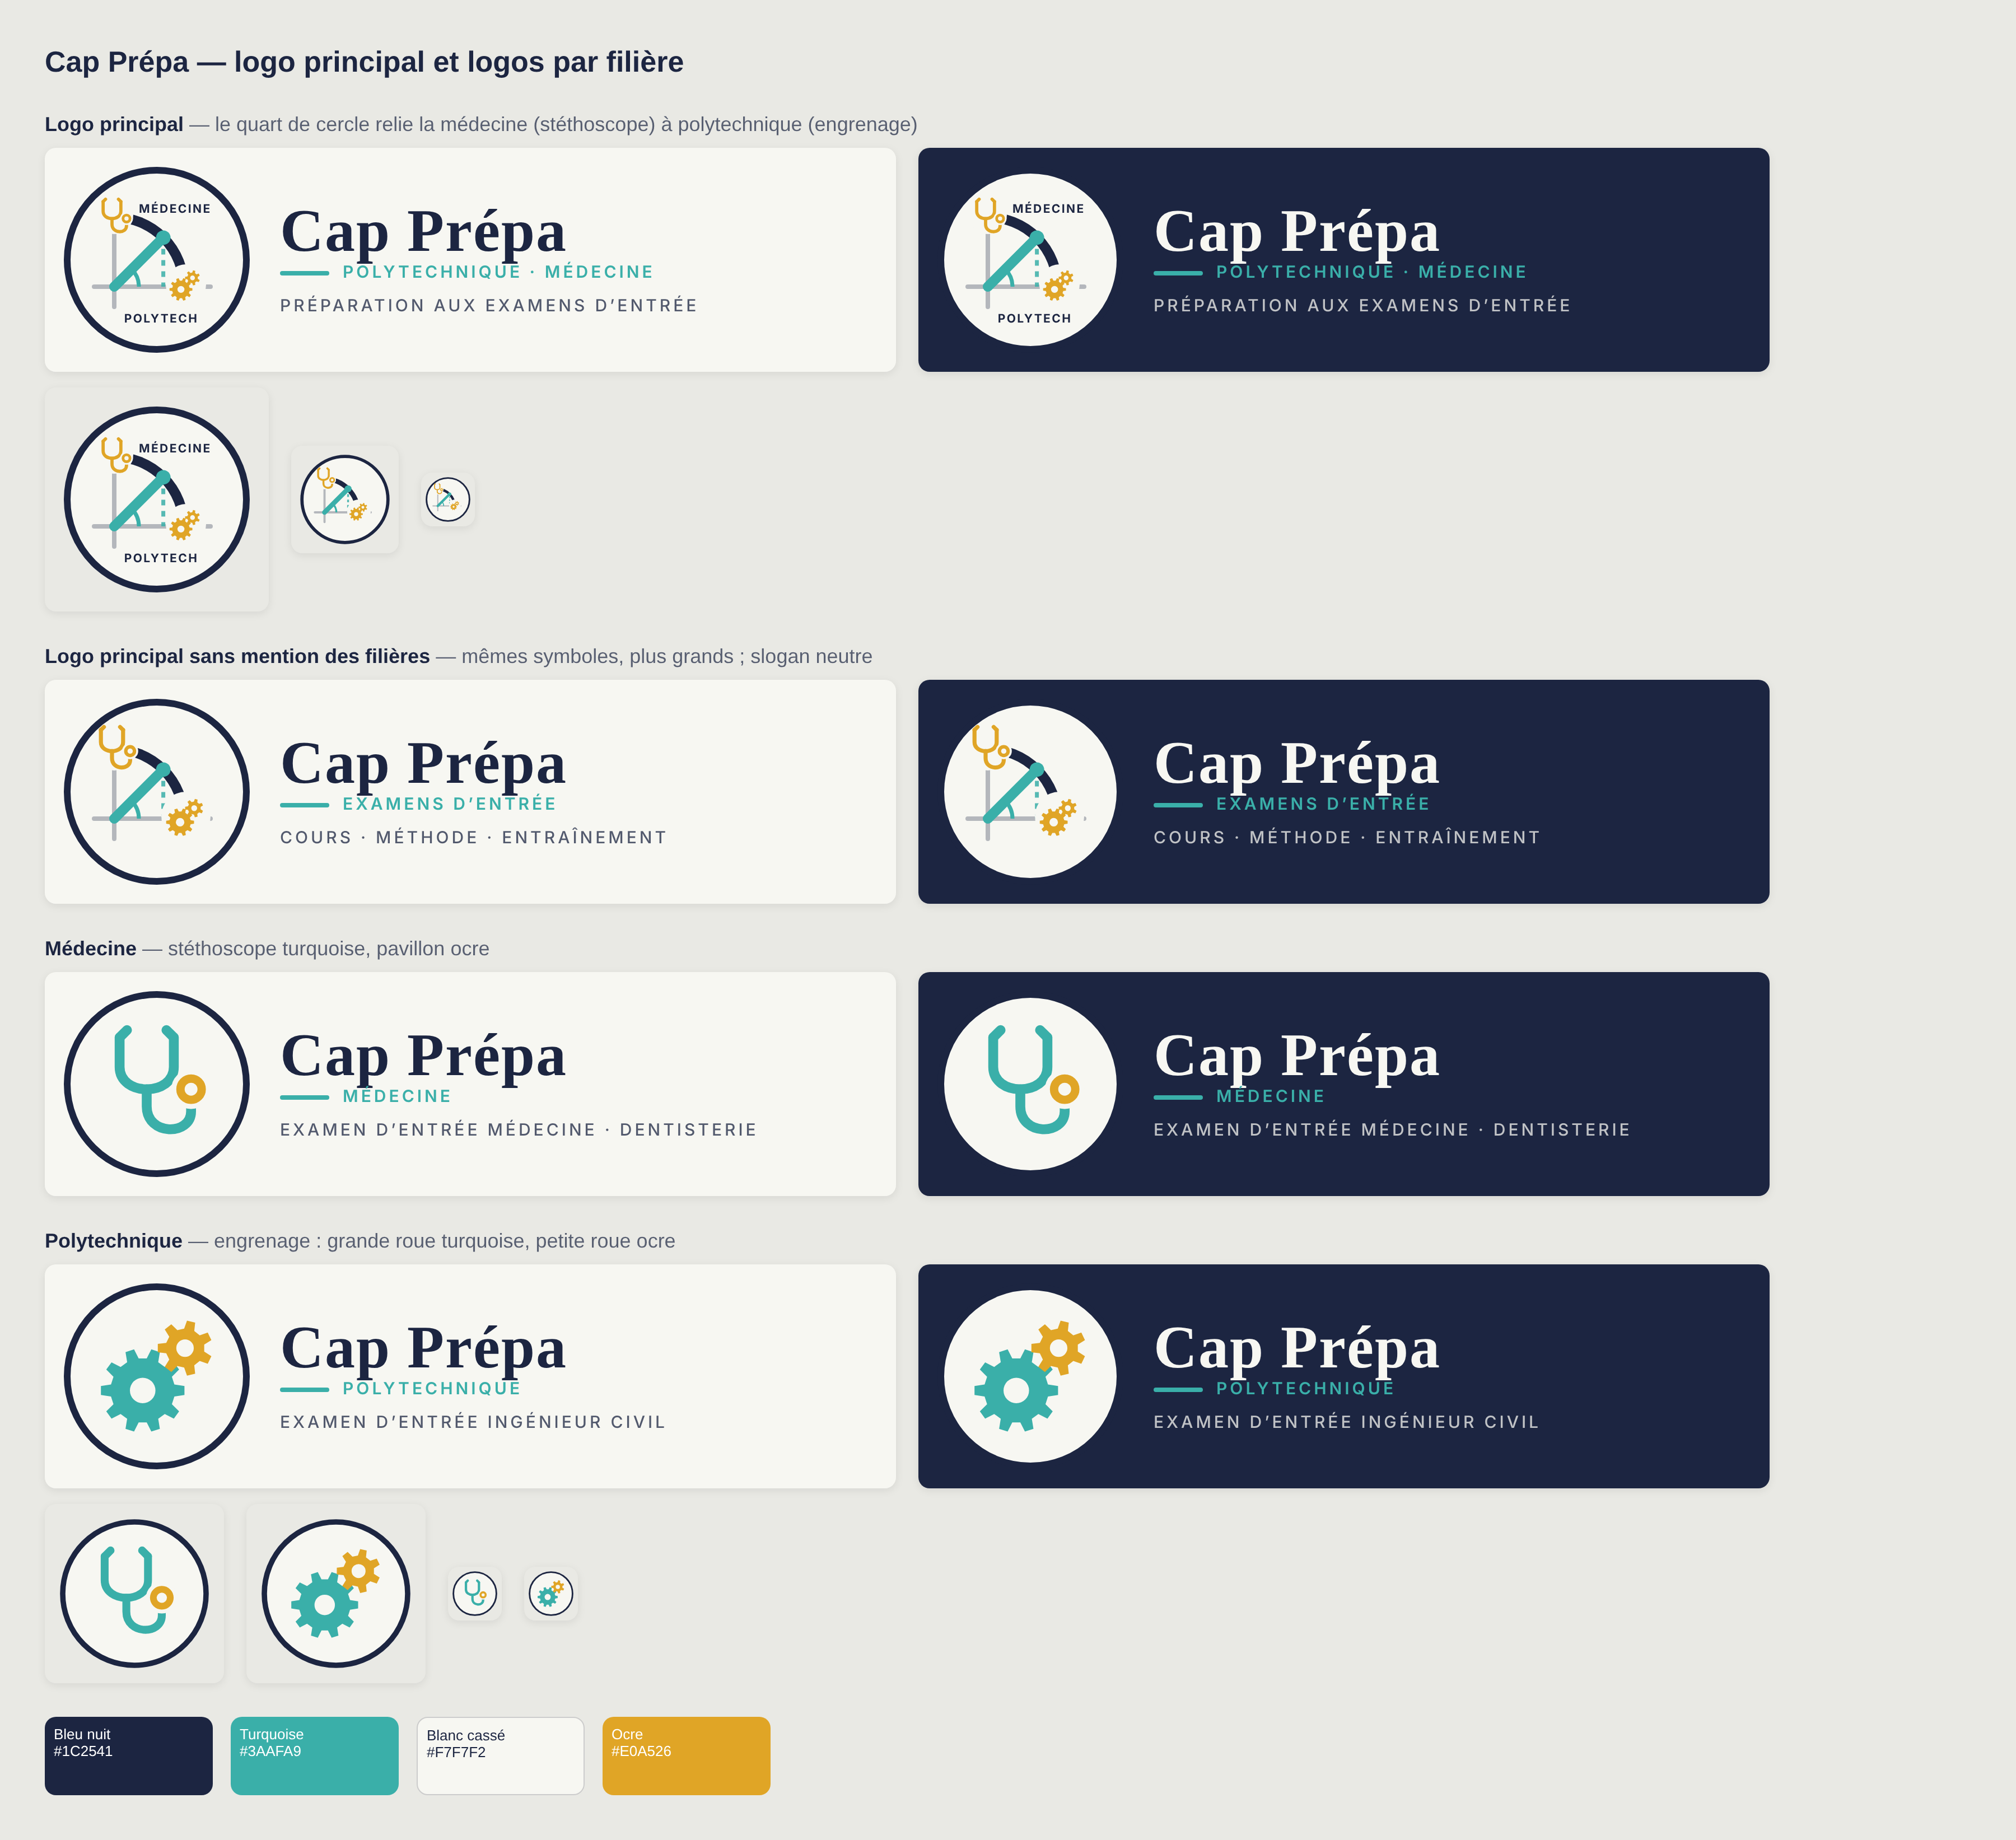 Cap Prépa — logo principal et logos par filière
Logo principal — le quart de cercle relie la médecine (stéthoscope) à polytechnique (engrenage)
MÉDECINE
POLYTECH
Cap Prépa
POLYTECHNIQUE · MÉDECINE
PRÉPARATION AUX EXAMENS D’ENTRÉE
MÉDECINE
POLYTECH
Cap Prépa
POLYTECHNIQUE · MÉDECINE
PRÉPARATION AUX EXAMENS D’ENTRÉE
MÉDECINE
POLYTECH
Logo principal sans mention des filières — mêmes symboles, plus grands ; slogan neutre
Cap Prépa
EXAMENS D’ENTRÉE
COURS · MÉTHODE · ENTRAÎNEMENT
Cap Prépa
EXAMENS D’ENTRÉE
COURS · MÉTHODE · ENTRAÎNEMENT
Médecine — stéthoscope turquoise, pavillon ocre
Cap Prépa
MÉDECINE
EXAMEN D’ENTRÉE MÉDECINE · DENTISTERIE
Cap Prépa
MÉDECINE
EXAMEN D’ENTRÉE MÉDECINE · DENTISTERIE
Polytechnique — engrenage : grande roue turquoise, petite roue ocre
Cap Prépa
POLYTECHNIQUE
EXAMEN D’ENTRÉE INGÉNIEUR CIVIL
Cap Prépa
POLYTECHNIQUE
EXAMEN D’ENTRÉE INGÉNIEUR CIVIL
Bleu nuit
#1C2541
Turquoise
#3AAFA9
Blanc cassé
#F7F7F2
Ocre
#E0A526